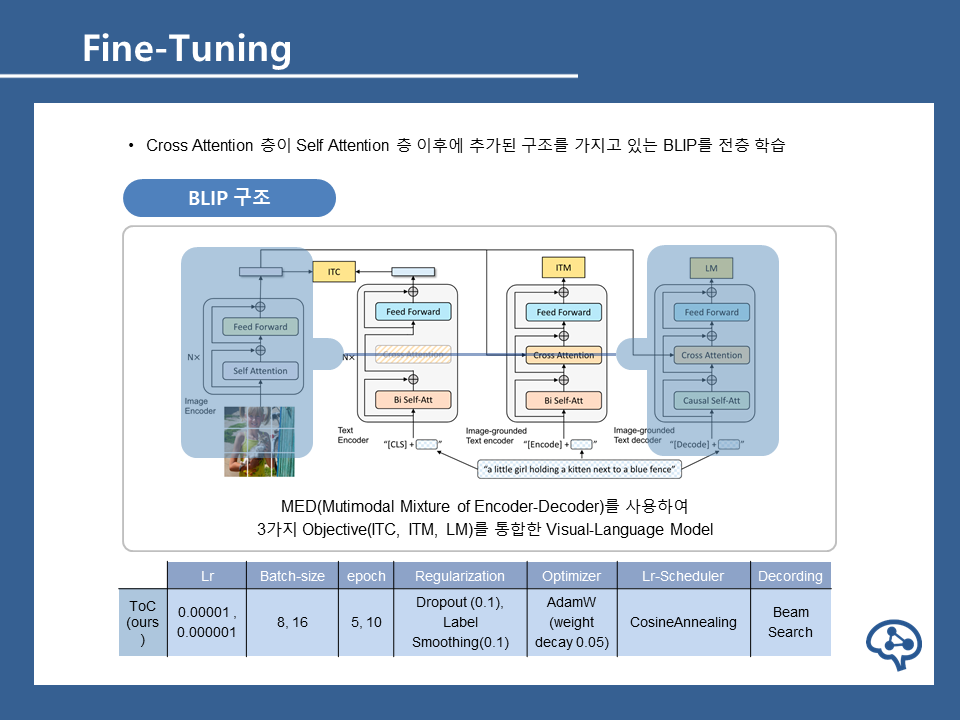 Fine-Tuning
• Cross Attention 층이 Self Attention 층 이후에 추가된 구조를 가지고 있는 BLIP를 전층 학습
BLIP 구조
ITC
ITM
LM
Feed Forward
Feed Forward
Feed Forward
Feed Forward
N×
Self Attention
N×
Cross Attention
Cross Attention
Cross Attention
Bi Self-Att
Bi Self-Att
Causal Self-Att
Image
Encoder
Text
Encoder
"[CLS] + "
Image-grounded
Text encoder
"[Encode] + "
Image-grounded
Text decoder
"[Decode] + "
"a little girl holding a kitten next to a blue fence"
MED(Mutimodal Mixture of Encoder-Decoder)를 사용하여
3가지 Objective(ITC, ITM, LM)를 통합한 Visual-Language Model
Lr Batch-size epoch Regularization Optimizer Lr-Scheduler Decording
ToC
(ours
)
0.00001 ,
0.000001
8, 16
5, 10
Dropout (0.1),
Label
Smoothing(0.1)
AdamW
(weight
decay 0.05)
CosineAnnealing
Beam
Search